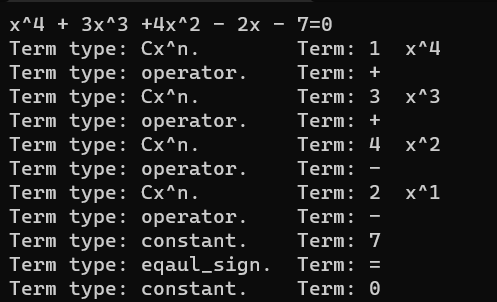 x^4 + 3x^3 +4x^2 - 2x - 7=0
Term type: Cx^n. Term: 1 x^4
Term type: operator. Term: +
Term type: Cx^n. Term: 3 x^3
Term type: operator. Term: +
Term type: Cx^n. Term: 4 x^2
Term type: operator. Term: -
Term type: Cx^n. Term: 2 x^1
Term type: operator. Term: -
Term type: constant. Term: 7
Term type: eqaul_sign. Term: =
Term type: constant. Term: 0